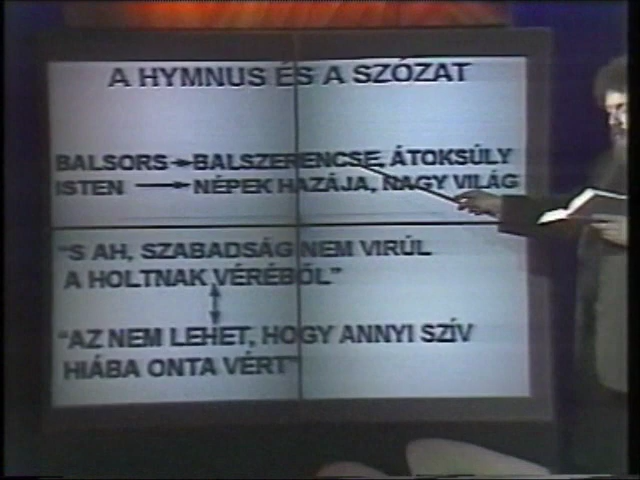 A HYMNUS ÉS A SZÓZAT
BALSORS → BALSZERENCSE, ÁTOKSÚLY
ISTEN → NÉPEK HAZÁJA, NAGY VILÁG
"S AH, SZABADSÁG NEM VIRÚL
A HOLTNAK VÉRÉBŐL"
"AZ NEM LEHET, HOGY ANNYI SZÍV
HIÁBA ONTA VÉRT"